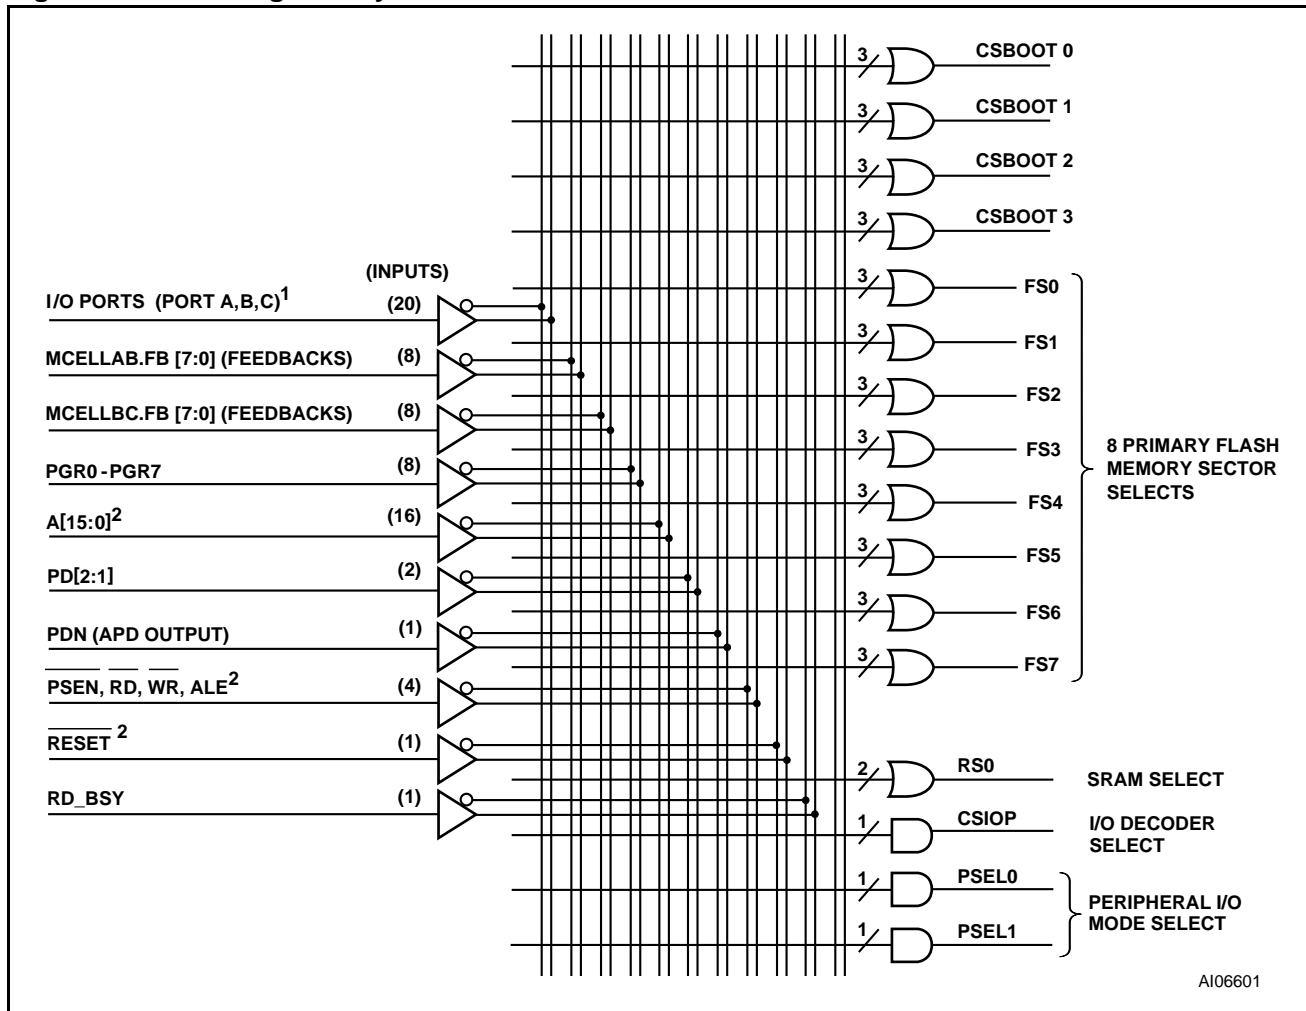 3 CSBOOT 0
3 CSBOOT 1
3 CSBOOT 2
3 CSBOOT 3
(INPUTS)
I/O PORTS (PORT A,B,C)1 (20)
MCELLAB.FB [7:0] (FEEDBACKS) (8)
MCELLBC.FB [7:0] (FEEDBACKS) (8)
PGR0-PGR7 (8)
A[15:0]2 (16)
PD[2:1] (2)
PDN (APD OUTPUT) (1)
PSEN, RD, WR, ALE2 (4)
RESET 2 (1)
RD_BSY (1)
3 FS0
3 FS1
3 FS2
3 FS3
3 FS4
3 FS5
3 FS6
3 FS7
8 PRIMARY FLASH
MEMORY SECTOR
SELECTS
2 RS0 SRAM SELECT
1 CSIOP I/O DECODER
SELECT
1 PSEL0
1 PSEL1
PERIPHERAL I/O
MODE SELECT
AI06601